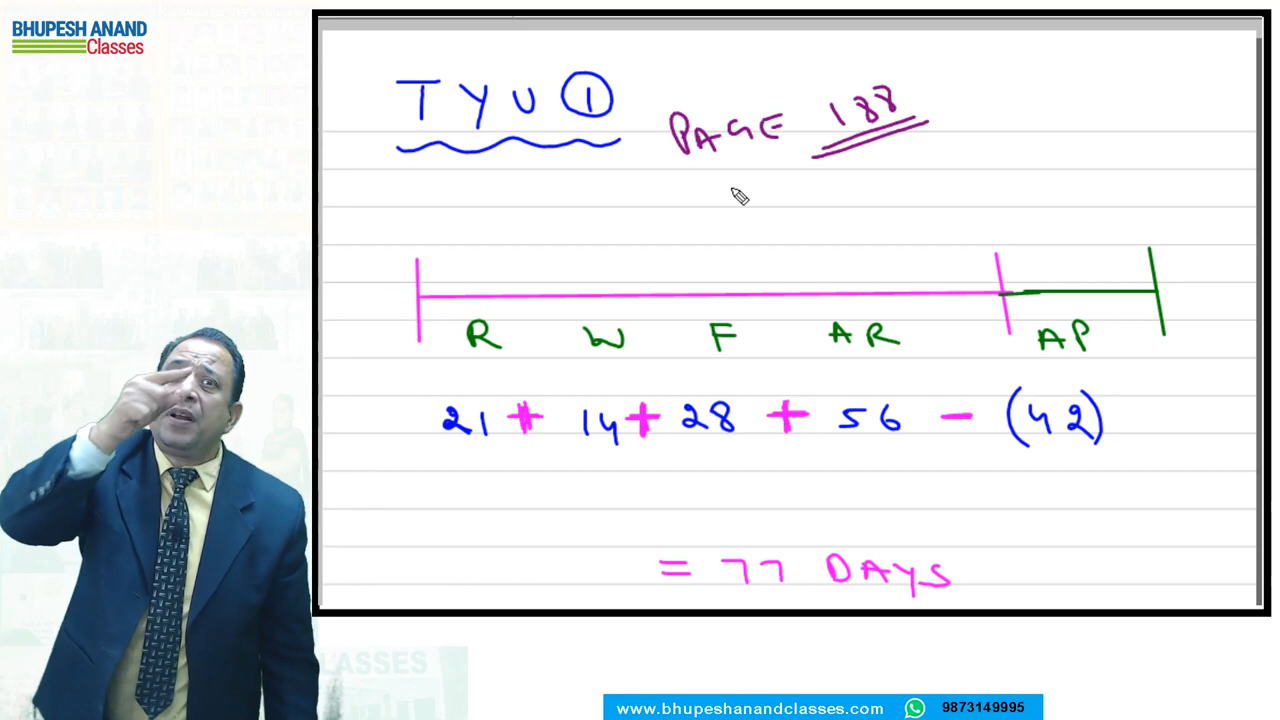 BHUPESH ANAND
Classes
TYU ①
PAGE 188
R W F AR AP
21 + 14 + 28 + 56 - (42)
= 77 DAYS
LASSES
www.bhupeshanandclasses.com 9873149995